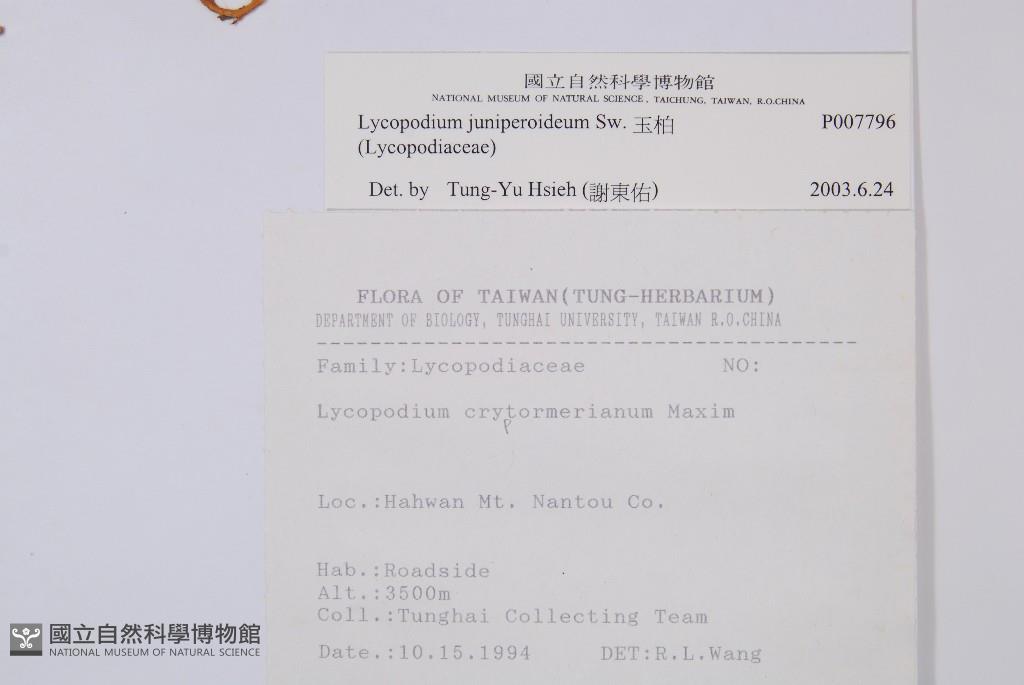 國立自然科學博物館
NATIONAL MUSEUM OF NATURAL SCIENCE, TAICHUNG, TAIWAN, R.O.CHINA
Lycopodium juniperoideum Sw. 玉柏 P007796
(Lycopodiaceae)
Det. by Tung-Yu Hsieh (謝東佑) 2003.6.24
FLORA OF TAIWAN(TUNG-HERBARIUM)
DEPARTMENT OF BIOLOGY, TUNGHAI UNIVERSITY, TAIWAN R.O.CHINA
Family:Lycopodiaceae NO:
Lycopodium crytormerianum Maxim
p
Loc.:Hahwan Mt. Nantou Co.
Hab.:Roadside
Alt.:3500m
Coll.:Tunghai Collecting Team
Date.:10.15.1994 DET:R.L.Wang
國立自然科學博物館
NATIONAL MUSEUM OF NATURAL SCIENCE